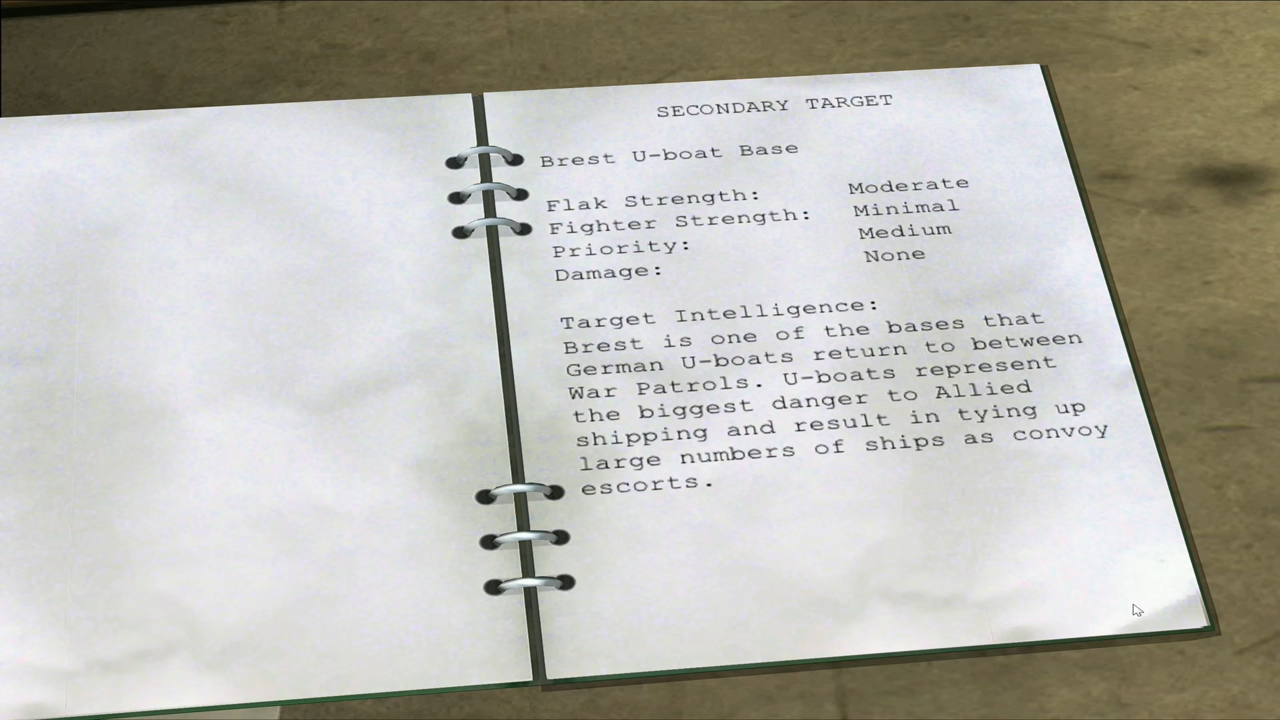 SECONDARY TARGET
Brest U-boat Base
Flak Strength: Moderate
Fighter Strength: Minimal
Priority: Medium
Damage: None
Target Intelligence:
Brest is one of the bases that
German U-boats return to between
War Patrols. U-boats represent
the biggest danger to Allied
shipping and result in tying up
large numbers of ships as convoy
escorts.